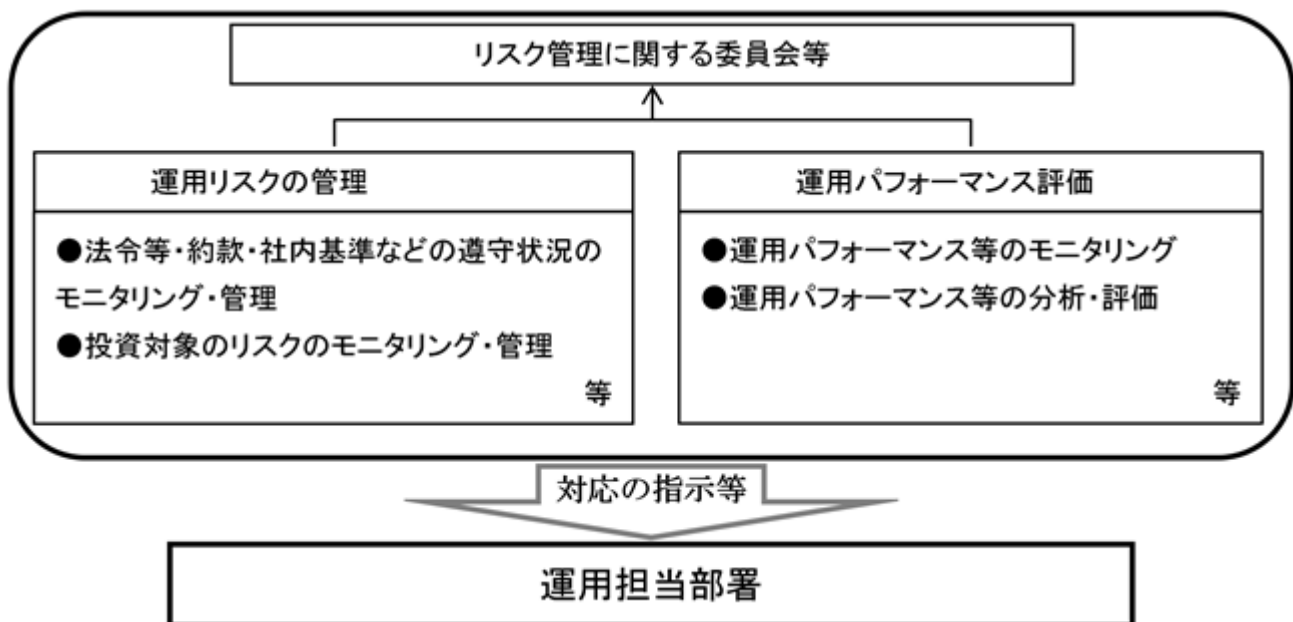 リスク管理に関する委員会等
運用リスクの管理
●法令等・約款・社内基準などの遵守状況の
モニタリング・管理
●投資対象のリスクのモニタリング・管理
等
運用パフォーマンス評価
●運用パフォーマンス等のモニタリング
●運用パフォーマンス等の分析・評価
等
対応の指示等
運用担当部署